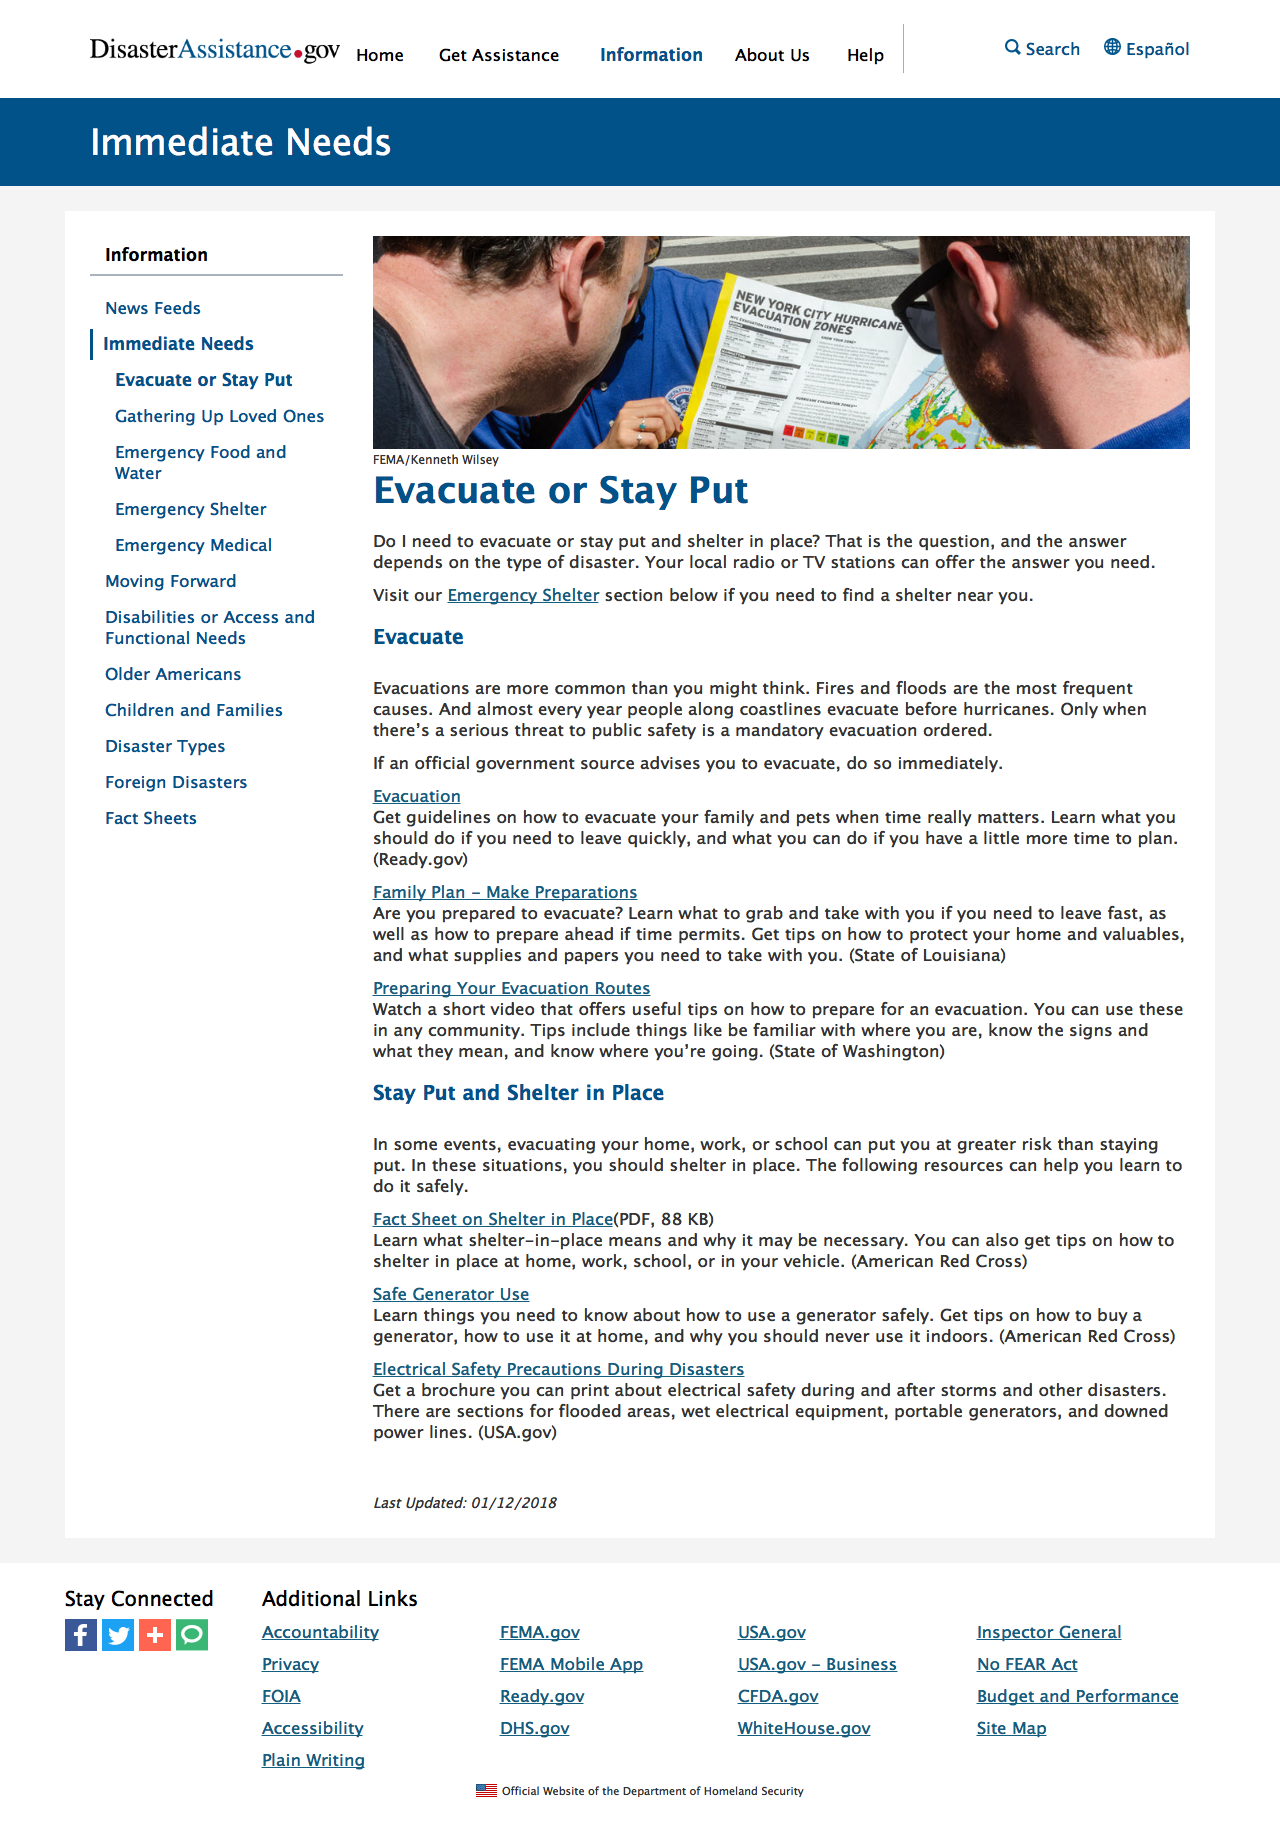 DisasterAssistance.gov
Home
Get Assistance
Information
About Us
Help
Search
Español
Immediate Needs
Information
News Feeds
Immediate Needs
Evacuate or Stay Put
Gathering Up Loved Ones
Emergency Food and
Water
Emergency Shelter
Emergency Medical
Moving Forward
Disabilities or Access and
Functional Needs
Older Americans
Children and Families
Disaster Types
Foreign Disasters
Fact Sheets
NEW YORK CITY HURRICANE
EVACUATION ZONES
FEMA/Kenneth Wilsey
Evacuate or Stay Put
Do I need to evacuate or stay put and shelter in place? That is the question, and the answer
depends on the type of disaster. Your local radio or TV stations can offer the answer you need.
Visit our Emergency Shelter section below if you need to find a shelter near you.
Evacuate
Evacuations are more common than you might think. Fires and floods are the most frequent
causes. And almost every year people along coastlines evacuate before hurricanes. Only when
there's a serious threat to public safety is a mandatory evacuation ordered.
If an official government source advises you to evacuate, do so immediately.
Evacuation
Get guidelines on how to evacuate your family and pets when time really matters. Learn what you
should do if you need to leave quickly, and what you can do if you have a little more time to plan.
(Ready.gov)
Family Plan - Make Preparations
Are you prepared to evacuate? Learn what to grab and take with you if you need to leave fast, as
well as how to prepare ahead if time permits. Get tips on how to protect your home and valuables,
and what supplies and papers you need to take with you. (State of Louisiana)
Preparing Your Evacuation Routes
Watch a short video that offers useful tips on how to prepare for an evacuation. You can use these
in any community. Tips include things like be familiar with where you are, know the signs and
what they mean, and know where you're going. (State of Washington)
Stay Put and Shelter in Place
In some events, evacuating your home, work, or school can put you at greater risk than staying
put. In these situations, you should shelter in place. The following resources can help you learn to
do it safely.
Fact Sheet on Shelter in Place(PDF, 88 KB)
Learn what shelter-in-place means and why it may be necessary. You can also get tips on how to
shelter in place at home, work, school, or in your vehicle. (American Red Cross)
Safe Generator Use
Learn things you need to know about how to use a generator safely. Get tips on how to buy a
generator, how to use it at home, and why you should never use it indoors. (American Red Cross)
Electrical Safety Precautions During Disasters
Get a brochure you can print about electrical safety during and after storms and other disasters.
There are sections for flooded areas, wet electrical equipment, portable generators, and downed
power lines. (USA.gov)
Last Updated: 01/12/2018
Stay Connected
Additional Links
Accountability
Privacy
FOIA
Accessibility
Plain Writing
FEMA.gov
FEMA Mobile App
Ready.gov
DHS.gov
USA.gov
USA.gov - Business
CFDA.gov
WhiteHouse.gov
Inspector General
No FEAR Act
Budget and Performance
Site Map
Official Website of the Department of Homeland Security